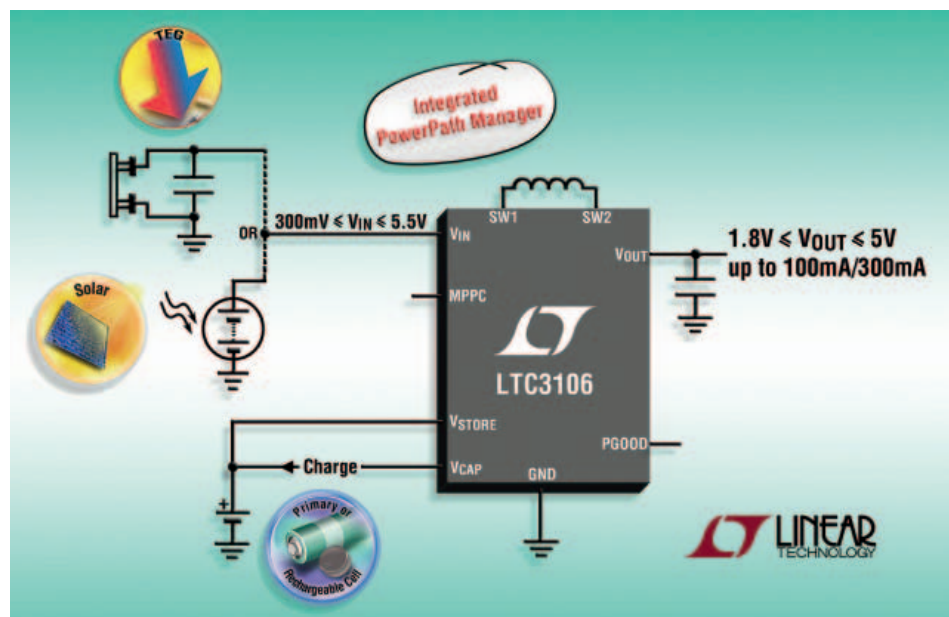 TEG
Integrated
PowerPath Manager
SW1
SW2
OR
300mV ≤ VIN ≤ 5.5V
VIN
VOUT
1.8V ≤ VOUT ≤ 5V
up to 100mA/300mA
Solar
MPPC
LTC3106
VSTORE
PGOOD
Charge
VCAP
GND
+
Primary or
Rechargeable Cell
LINEAR
TECHNOLOGY